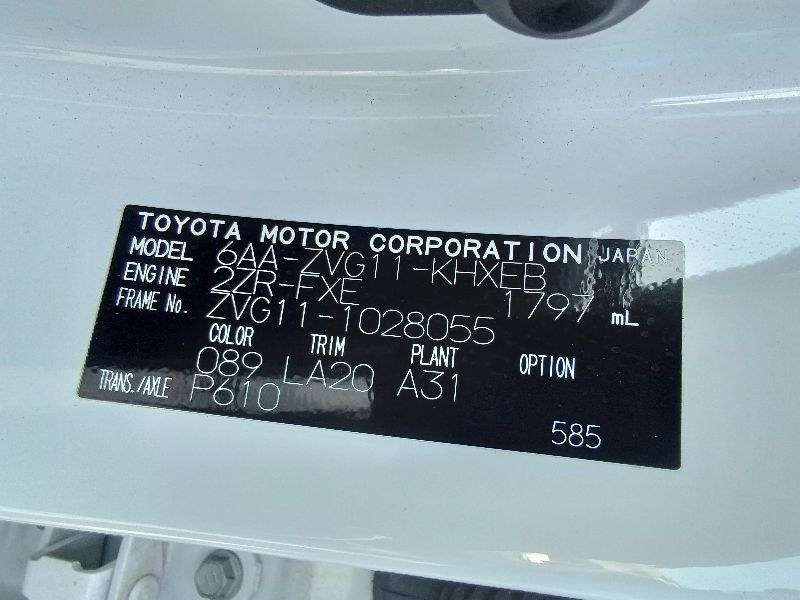 TOYOTA MOTOR CORPORATION JAPAN
MODEL 6AA-ZVG11-KHXEB
ENGINE 2ZR-FXE 1797 mL
FRAME No. ZVG11-1028055
COLOR TRIM PLANT OPTION
089 LA20 A31
TRANS./AXLE P610
585